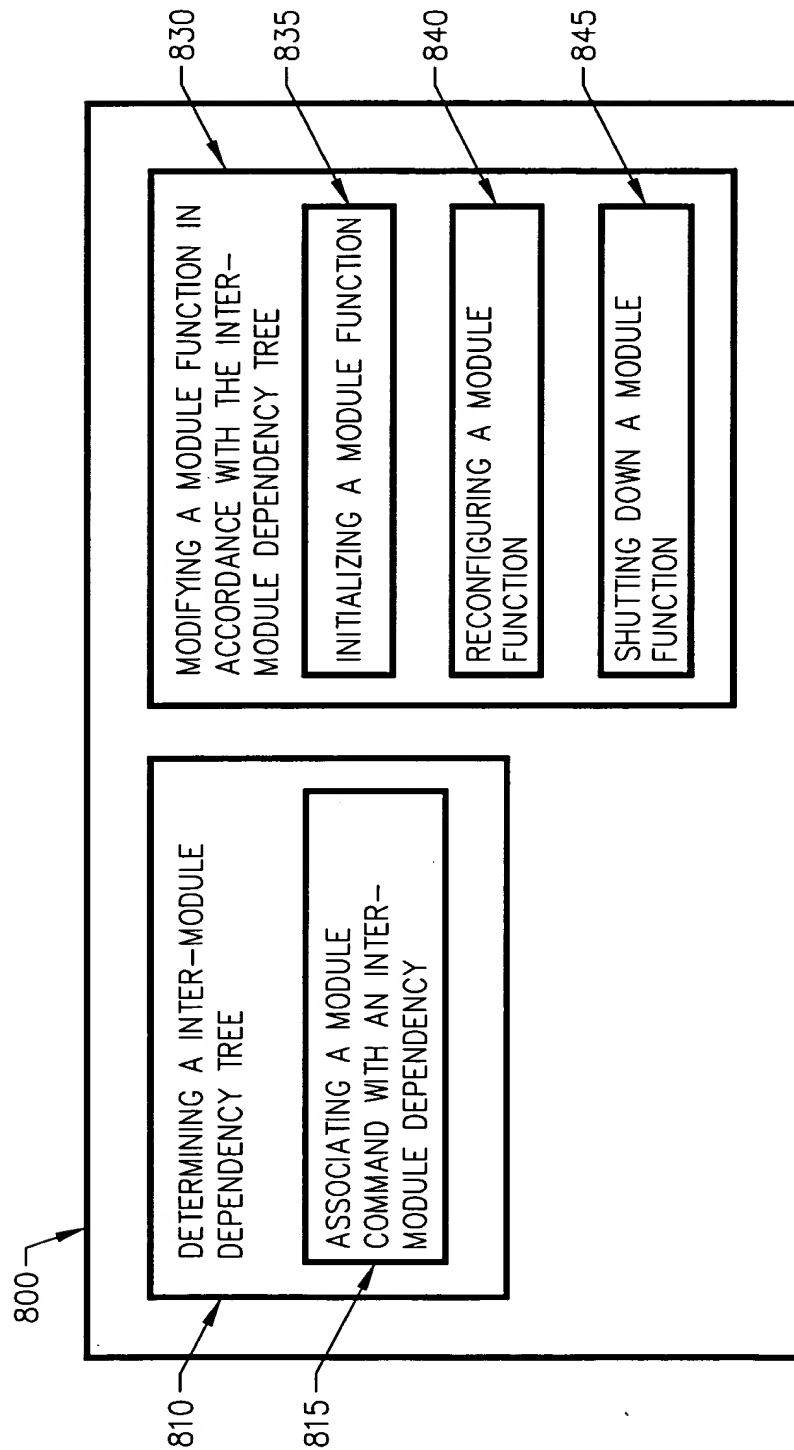 800
810
DETERMINING A INTER-MODULE
DEPENDENCY TREE
815
ASSOCIATING A MODULE
COMMAND WITH AN INTER-
MODULE DEPENDENCY
830
MODIFYING A MODULE FUNCTION IN
ACCORDANCE WITH THE INTER-
MODULE DEPENDENCY TREE
835
INITIALIZING A MODULE FUNCTION
840
RECONFIGURING A MODULE
FUNCTION
845
SHUTTING DOWN A MODULE
FUNCTION